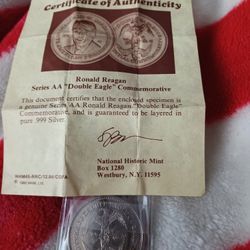 Certificate of Authenticity
Ronald Reagan
Series AA "Double Eagle" Commemorative
This document certifies that the enclosed specimen is
a genuine Series AA Ronald Reagan "Double Eagle"
Commemorative, and is guaranteed to be layered in
pure .999 Silver.
National Historic Mint
Box 1280
Westbury, N.Y. 11595